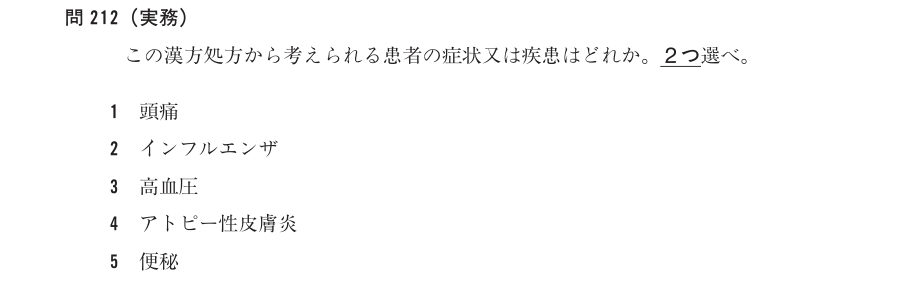 問 212（実務）
この漢方処方から考えられる患者の症状又は疾患はどれか。２つ選べ。
1 頭痛
2 インフルエンザ
3 高血圧
4 アトピー性皮膚炎
5 便秘